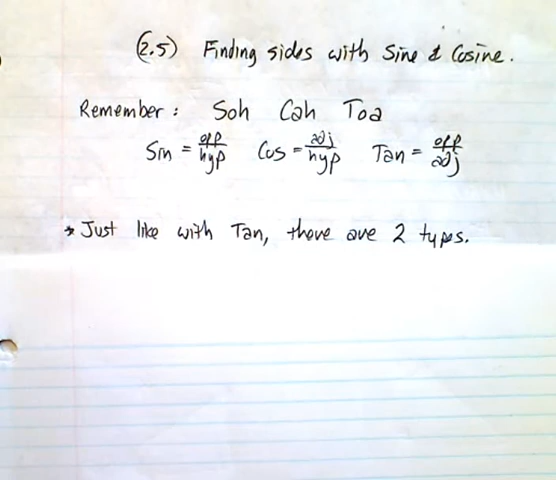 (2.5) Finding sides with Sine & Cosine.
Remember: Soh Cah Toa
Sin = opp/hyp Cos = adj/hyp Tan = opp/adj
* Just like with Tan, there are 2 types.